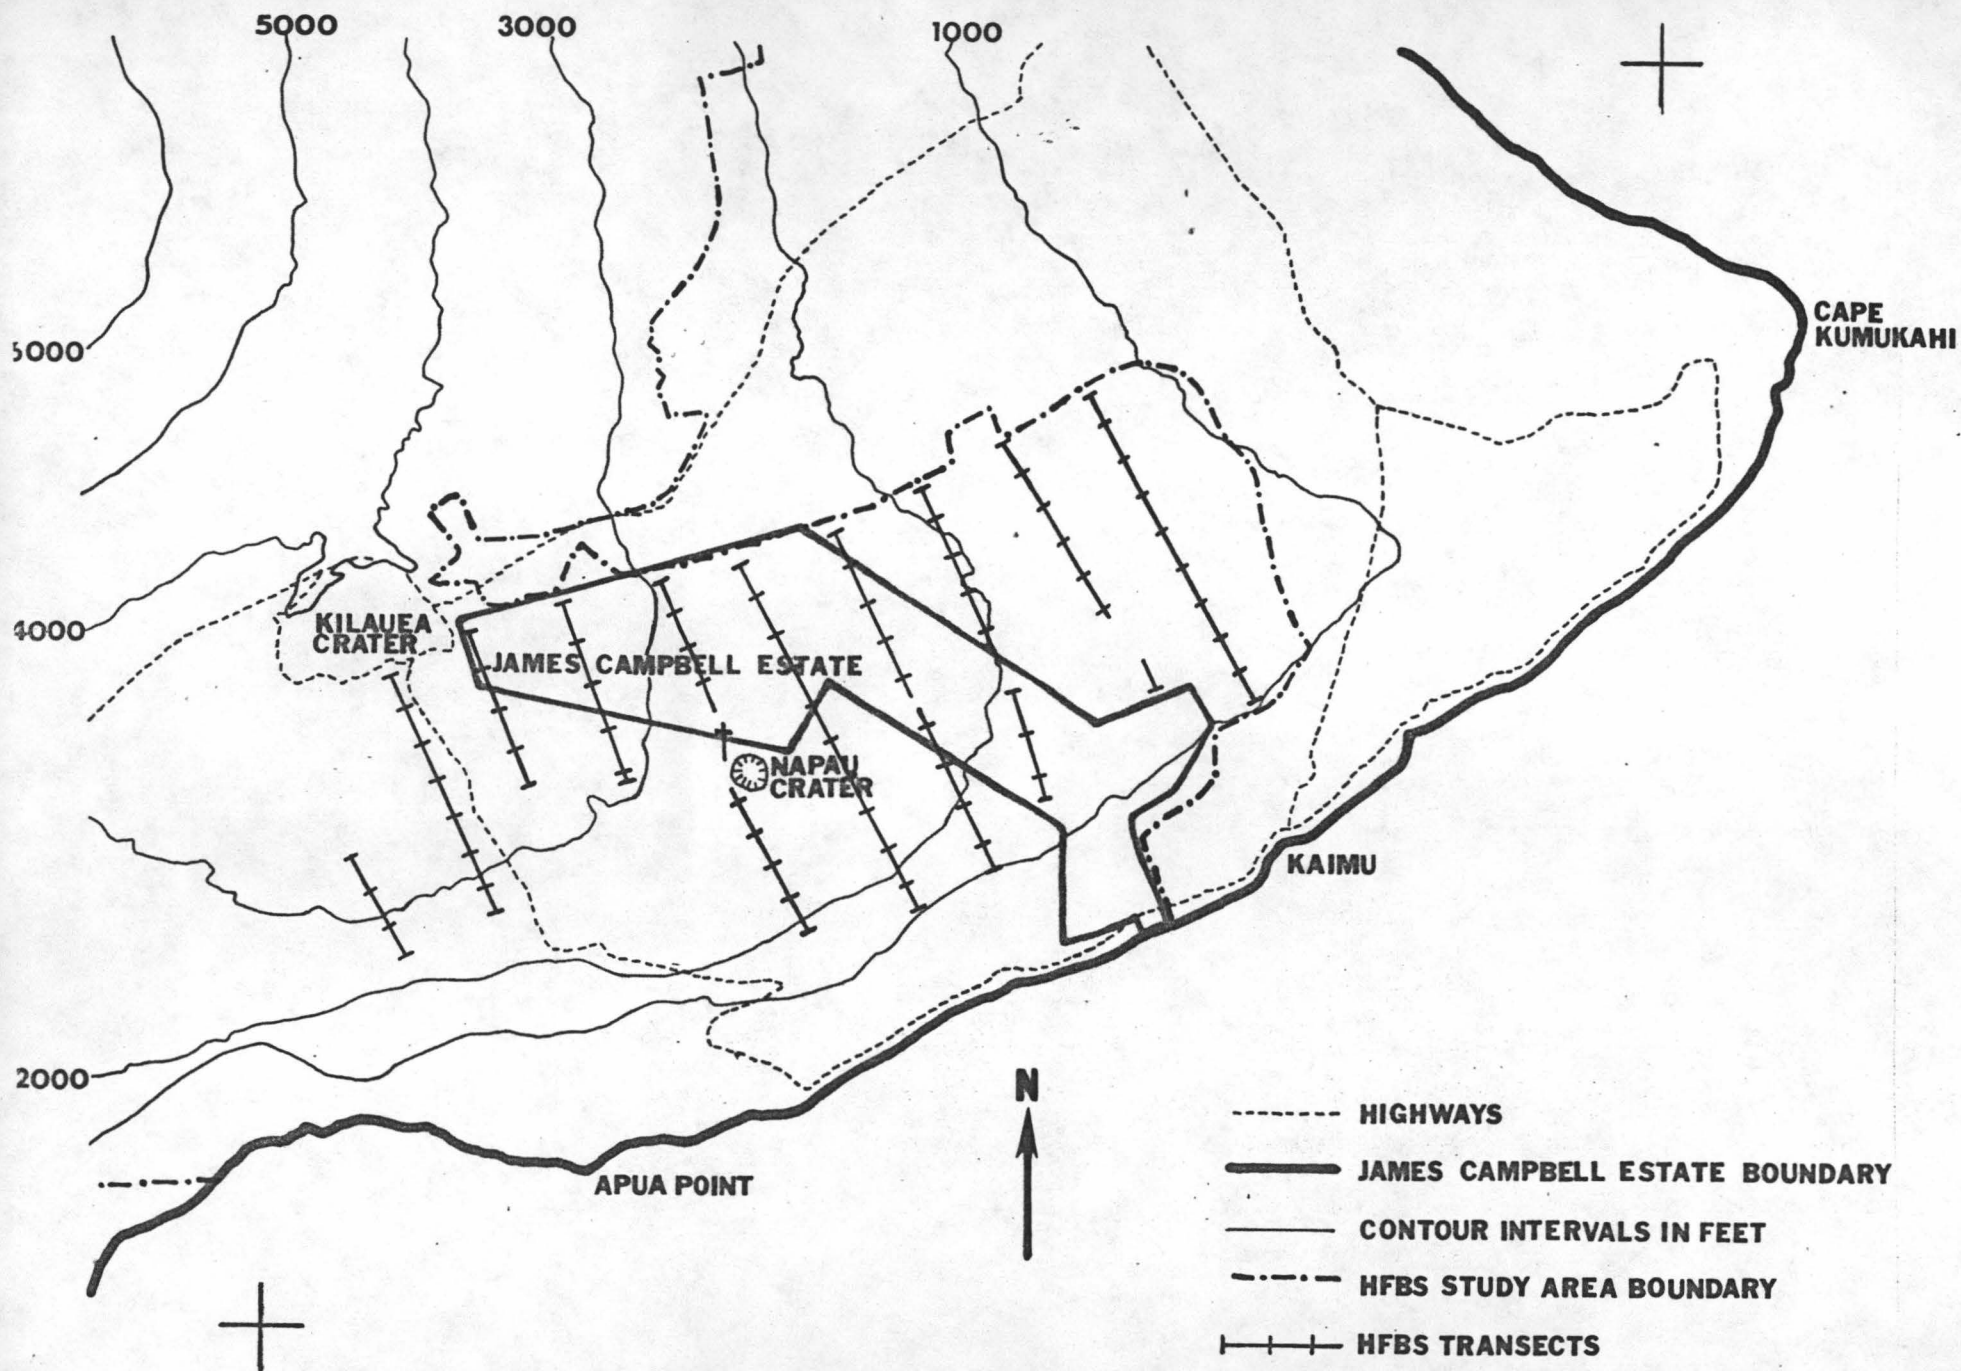 5000
3000
1000
CAPE
KUMUKAHI
6000
KILAUEA
CRATER
4000
JAMES CAMPBELL ESTATE
NAPAU
CRATER
KAIMU
2000
APUA POINT
N
HIGHWAYS
JAMES CAMPBELL ESTATE BOUNDARY
CONTOUR INTERVALS IN FEET
HFBS STUDY AREA BOUNDARY
HFBS TRANSECTS